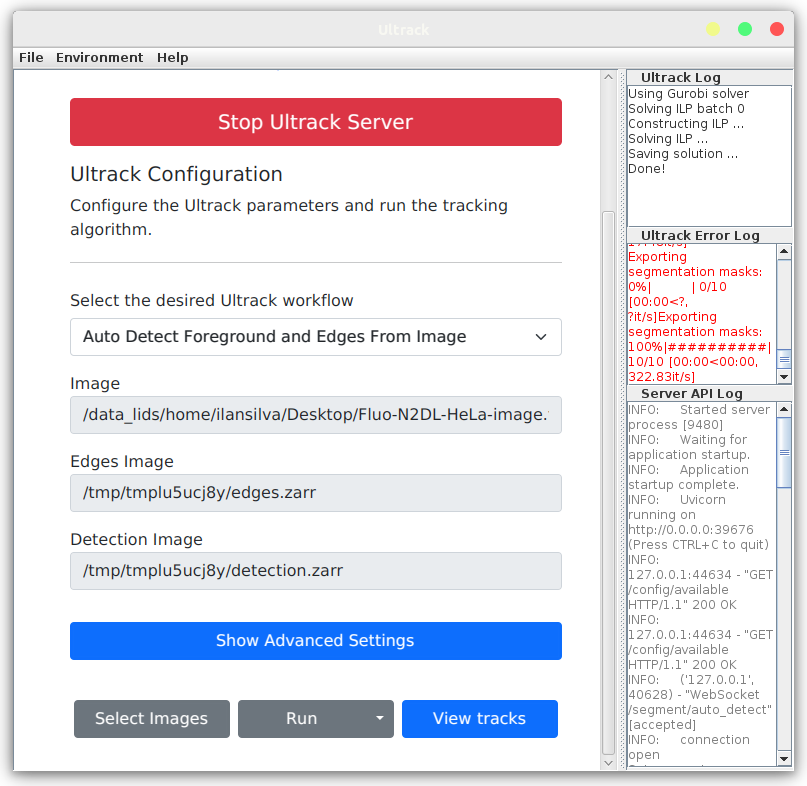 Ultrack
File Environment Help
Stop Ultrack Server
Ultrack Configuration
Configure the Ultrack parameters and run the tracking
algorithm.
Select the desired Ultrack workflow
Auto Detect Foreground and Edges From Image
Image
/data_lids/home/ilansilva/Desktop/Fluo-N2DL-HeLa-image.
Edges Image
/tmp/tmplu5ucj8y/edges.zarr
Detection Image
/tmp/tmplu5ucj8y/detection.zarr
Show Advanced Settings
Select Images
Run
View tracks
Ultrack Log
Using Gurobi solver
Solving ILP batch 0
Constructing ILP ...
Solving ILP ...
Saving solution ...
Done!
Ultrack Error Log
Exporting
segmentation masks:
0%| | 0/10
[00:00<?,
?it/s]Exporting
segmentation masks:
100%|##########|
10/10 [00:00<00:00,
322.83it/s]
Server API Log
INFO: Started server
process [9480]
INFO: Waiting for
application startup.
INFO: Application
startup complete.
INFO: Uvicorn
running on
http://0.0.0.0:39676
(Press CTRL+C to quit)
INFO:
127.0.0.1:44634 - "GET
/config/available
HTTP/1.1" 200 OK
INFO:
127.0.0.1:44634 - "GET
/config/available
HTTP/1.1" 200 OK
INFO: ('127.0.0.1',
40628) - "WebSocket
/segment/auto_detect"
[accepted]
INFO: connection
open